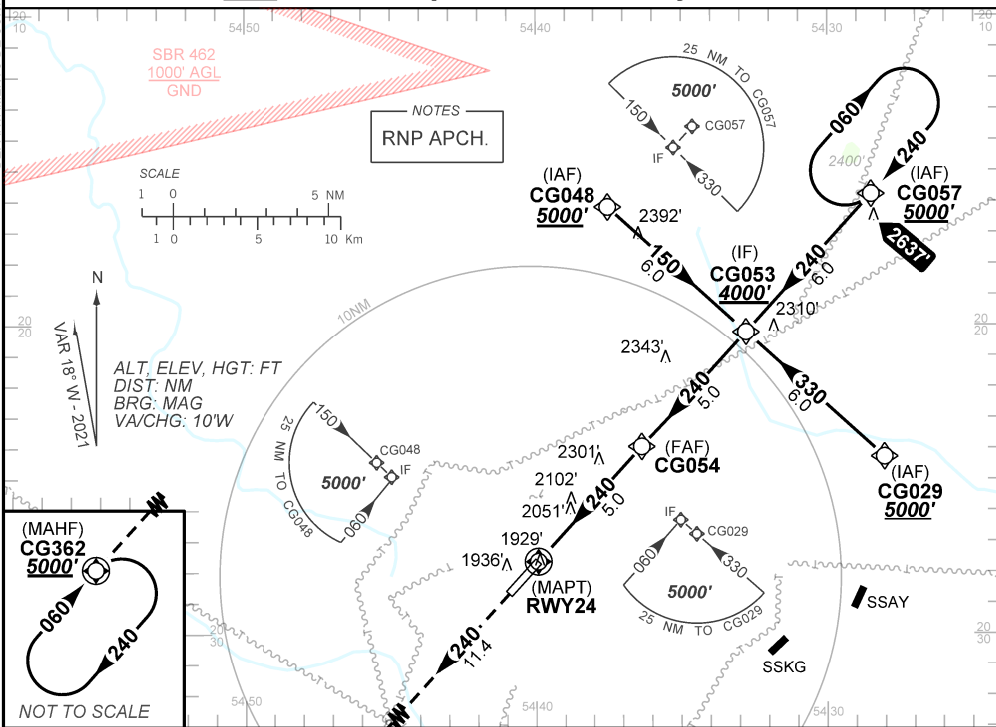 20
10
54 50
54 40
54 30
20
10
SBR 462
1000' AGL
GND
NOTES
RNP APCH.
25 NM TO CG057
5000'
150
CG057
IF
330
060
240
2400'
SCALE
1 0 5 NM
1 0 5 10 Km
(IAF)
CG048
5000'
2392'
150
6.0
(IAF)
CG057
5000'
2637'
(IF)
CG053
4000'
240
6.0
2310'
10NM
20
20
20
20
N
VAR 18° W - 2021
ALT, ELEV, HGT: FT
DIST: NM
BRG: MAG
VA/CHG: 10'W
2343'
240
5.0
330
6.0
150
25 NM TO CG048
CG048
IF
5000'
060
2301'
(FAF)
CG054
(IAF)
CG029
5000'
2102'
2051'
240
5.0
IF
CG029
060
330
5000'
25 NM TO CG029
1929'
1936'
(MAPT)
RWY24
SSAY
SSKG
(MAHF)
CG362
5000'
060
240
NOT TO SCALE
240
11.4
20
30
20
30
54 50
54 40
54 30